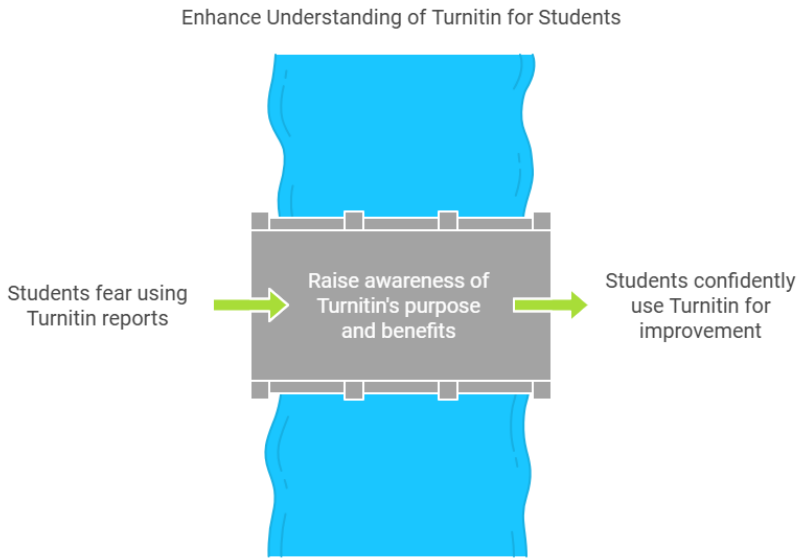 Enhance Understanding of Turnitin for Students
Students fear using
Turnitin reports
Raise awareness of
Turnitin's purpose
and benefits
Students confidently
use Turnitin for
improvement